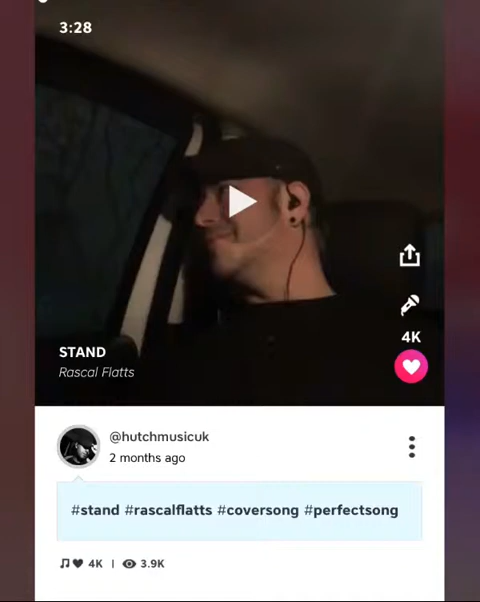 3:28
4K
STAND
Rascal Flatts
@hutchmusicuk
2 months ago
#stand #rascalflatts #coversong #perfectsong
4K | 3.9K